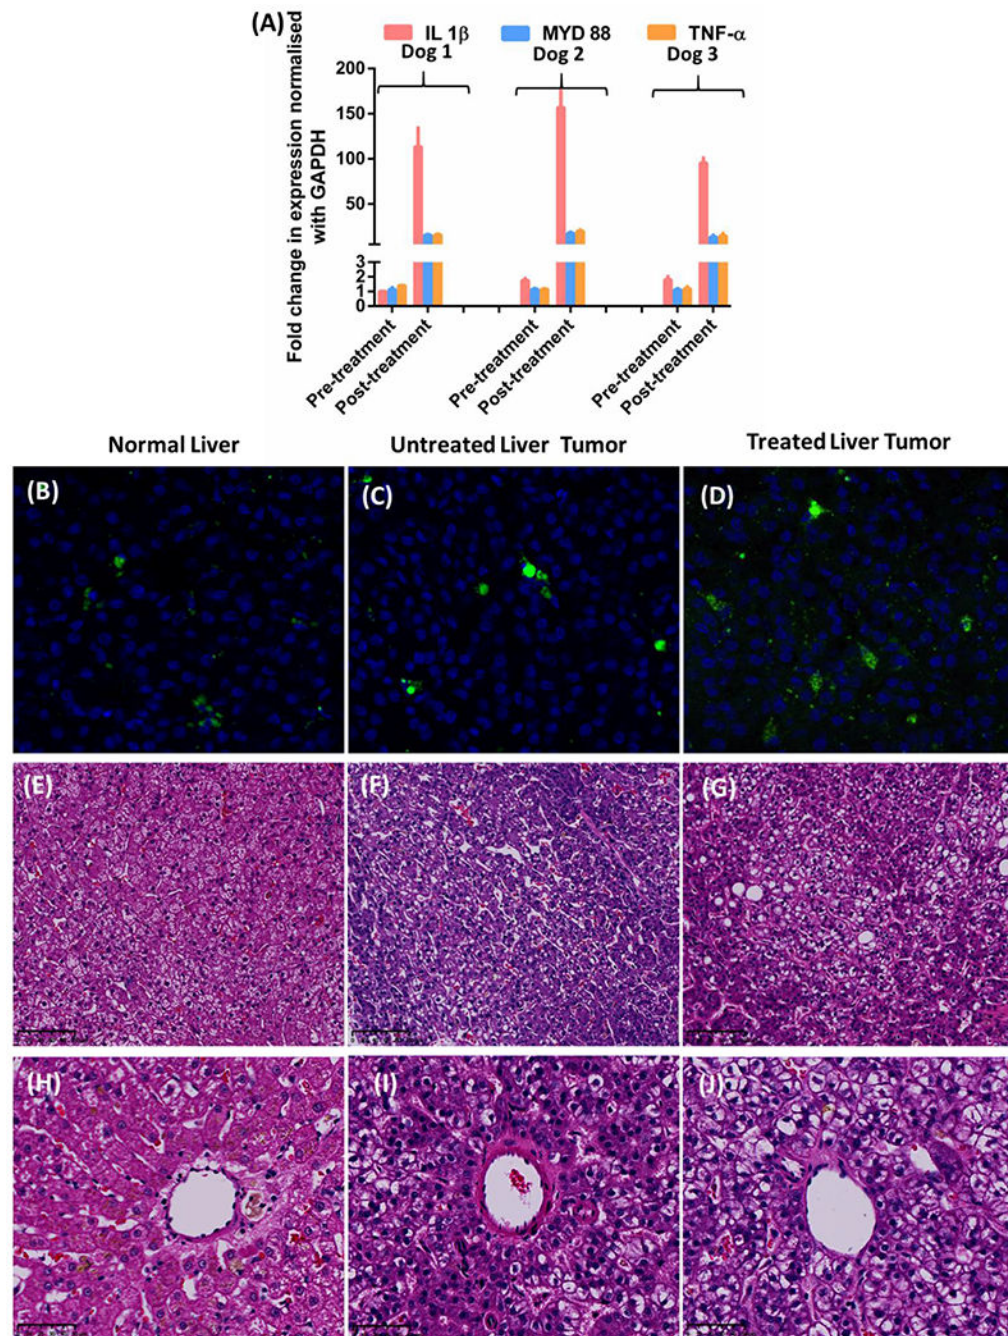 (A)
IL 1β MYD 88 TNF-α
Dog 1 Dog 2 Dog 3
Fold change in expression normalised
with GAPDH
200
150
100
50
3
2
1
0
Pre-treatment
Post-treatment
Pre-treatment
Post-treatment
Pre-treatment
Post-treatment
Normal Liver Untreated Liver Tumor Treated Liver Tumor
(B) (C) (D)
(E) (F) (G)
(H) (I) (J)